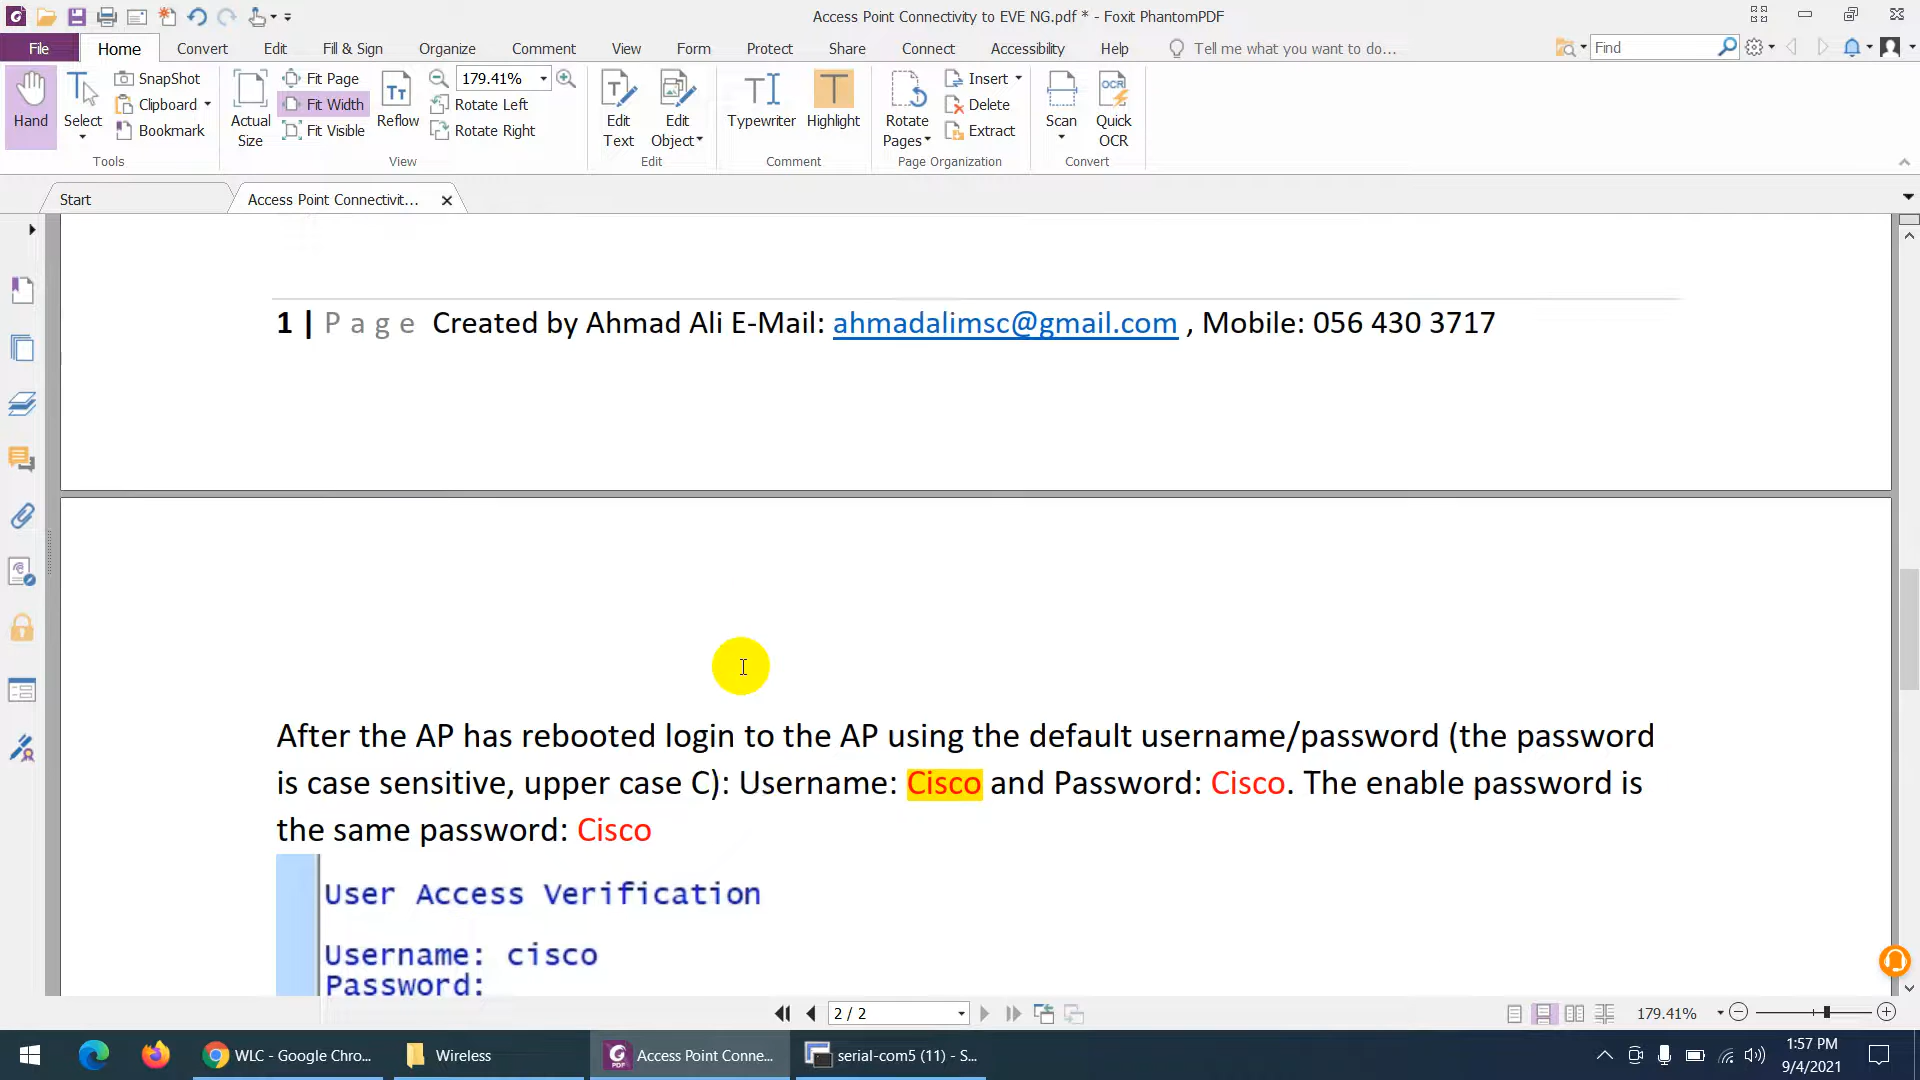 Access Point Connectivity to EVE NG.pdf * - Foxit PhantomPDF
File Home Convert Edit Fill & Sign Organize Comment View Form Protect Share Connect Accessibility Help Tell me what you want to do... Find
Hand
Select
SnapShot
Clipboard
Bookmark
Tools
Actual Size
Fit Page
Fit Width
Fit Visible
Reflow
179.41%
Rotate Left
Rotate Right
View
Edit Text
Edit Object
Edit
Typewriter
Highlight
Comment
Rotate Pages
Insert
Delete
Extract
Page Organization
Scan
Quick OCR
Convert
Start
Access Point Connectivit...
1 | Page Created by Ahmad Ali E-Mail: ahmadalimsc@gmail.com , Mobile: 056 430 3717
After the AP has rebooted login to the AP using the default username/password (the password
is case sensitive, upper case C): Username: Cisco and Password: Cisco. The enable password is
the same password: Cisco
User Access Verification
Username: cisco
Password:
2 / 2
179.41%
WLC - Google Chro...
Wireless
Access Point Conne...
serial-com5 (11) - S...
1:57 PM
9/4/2021